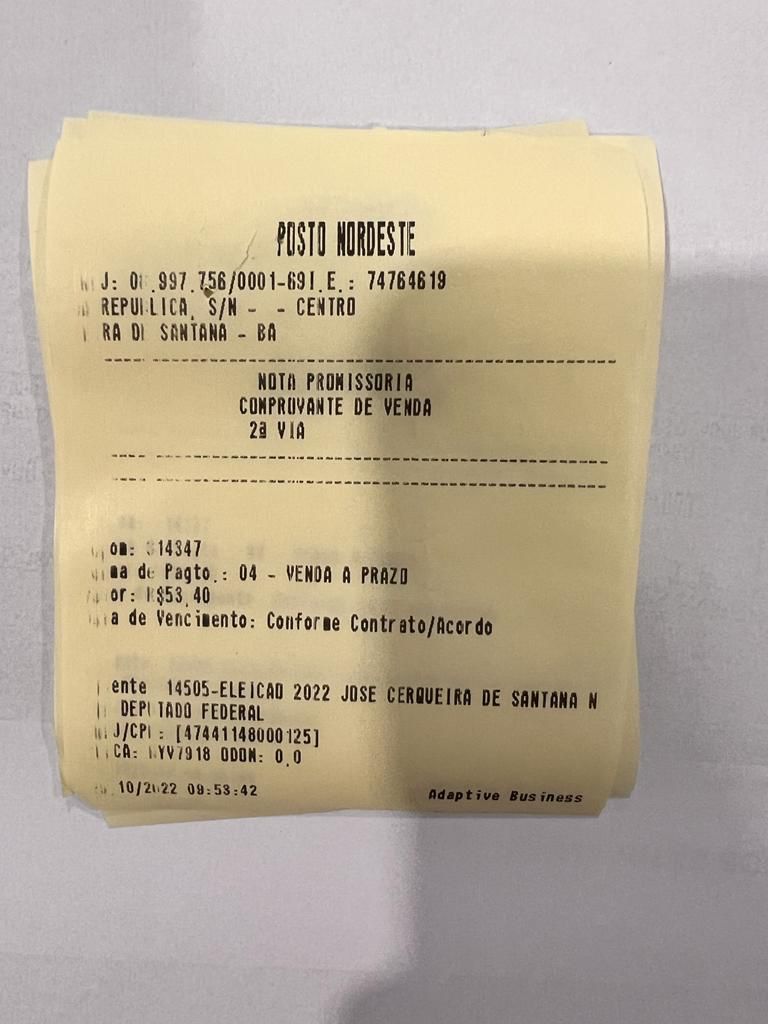 POSTO NORDESTE
J: 0 .997.756/0001-69I.E.: 74764619
REPUBLICA, S/N - - CENTRO
RA DE SANTANA - BA
NOTA PROMISSORIA
COMPROVANTE DE VENDA
2ª VIA
om: 314347
ma de Pagto.: 04 - VENDA A PRAZO
or: R$53,40
a de Vencimento: Conforme Contrato/Acordo
ente 14505-ELEICAO 2022 JOSE CERQUEIRA DE SANTANA N
DEPUTADO FEDERAL
J/CPF: [47441148000125]
CA: YV7918 ODOM: 0,0
10/2022 09:53:42
Adaptive Business